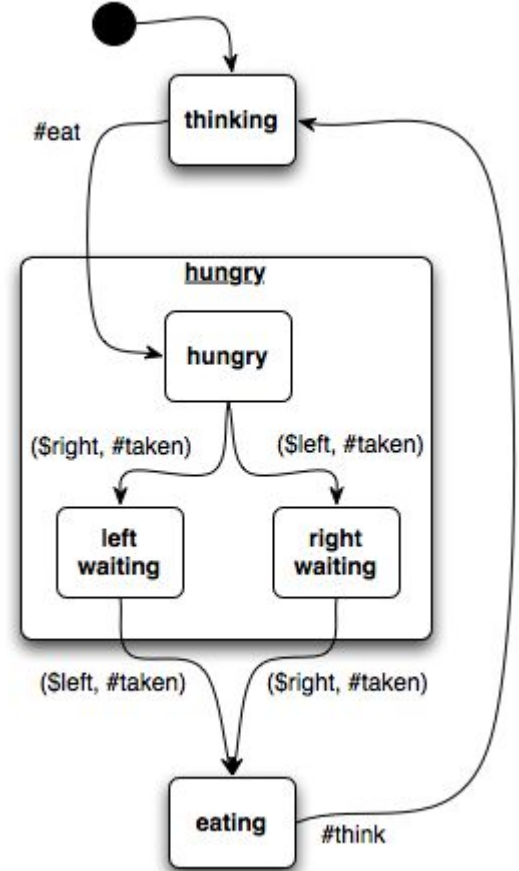 thinking
#eat
hungry
hungry
($right, #taken)
($left, #taken)
left
waiting
right
waiting
($left, #taken)
($right, #taken)
eating
#think